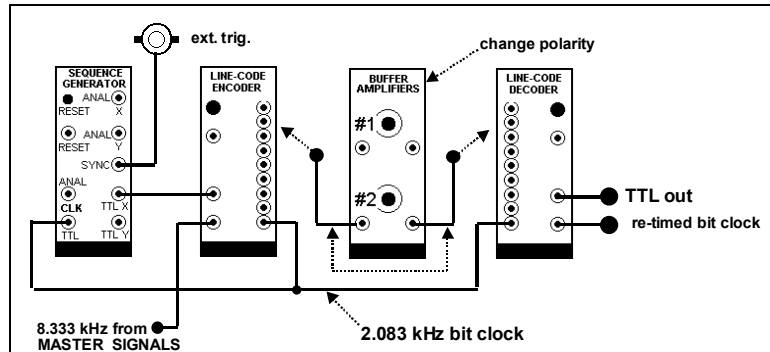 ext. trig.
change polarity
SEQUENCE
GENERATOR
ANAL
RESET
X
ANAL
RESET
Y
SYNC
ANAL
CLK
TTL X
TTL
TTL Y
LINE-CODE
ENCODER
BUFFER
AMPLIFIERS
#1
#2
LINE-CODE
DECODER
TTL out
re-timed bit clock
8.333 kHz from
MASTER SIGNALS
2.083 kHz bit clock